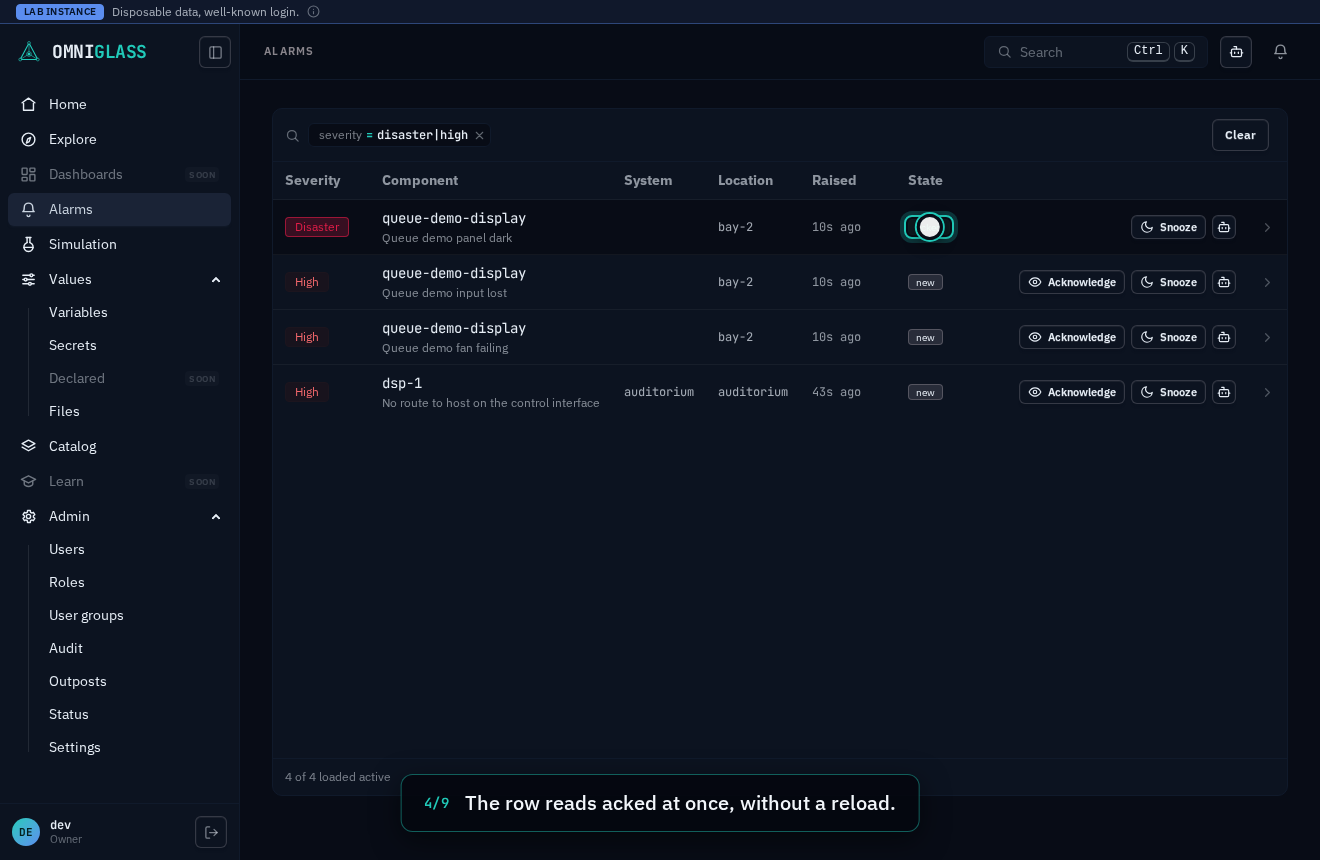 LAB INSTANCE Disposable data, well-known login.
OMNIGLASS
ALARMS
Search Ctrl K
Home
Explore
Dashboards SOON
Alarms
Simulation
Values
Variables
Secrets
Declared SOON
Files
Catalog
Learn SOON
Admin
Users
Roles
User groups
Audit
Outposts
Status
Settings
DE dev
Owner
severity = disaster|high Clear
Severity Component System Location Raised State
Disaster queue-demo-display bay-2 10s ago Snooze
Queue demo panel dark
High queue-demo-display bay-2 10s ago new Acknowledge Snooze
Queue demo input lost
High queue-demo-display bay-2 10s ago new Acknowledge Snooze
Queue demo fan failing
High dsp-1 auditorium auditorium 43s ago new Acknowledge Snooze
No route to host on the control interface
4 of 4 loaded active
4/9 The row reads acked at once, without a reload.